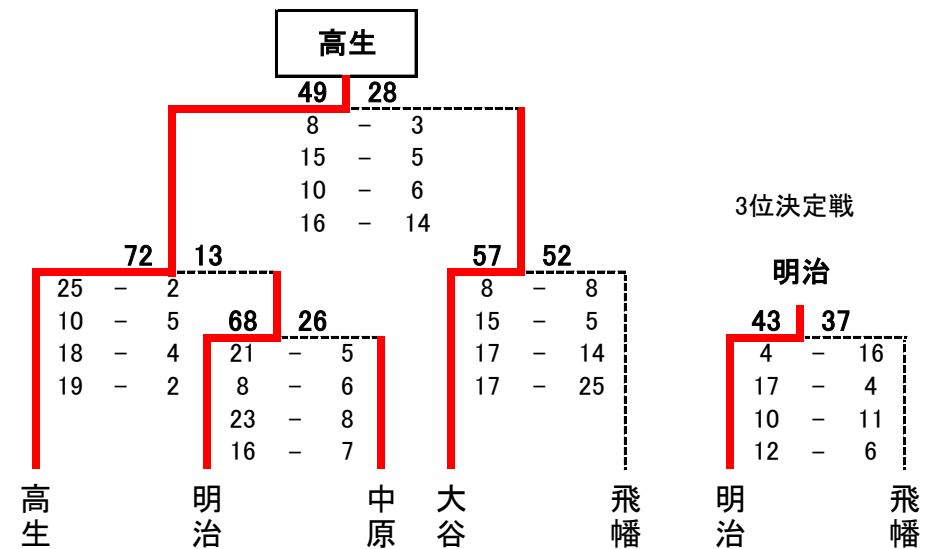 高生
49 28
8 - 3
15 - 5
10 - 6
16 - 14
3位決定戦
72 13
25 - 2
10 - 5
18 - 4
19 - 2
68 26
21 - 5
8 - 6
23 - 8
16 - 7
57 52
8 - 8
15 - 5
17 - 14
17 - 25
明治
43 37
4 - 16
17 - 4
10 - 11
12 - 6
高生
明治
中原
大谷
飛幡
明治
飛幡